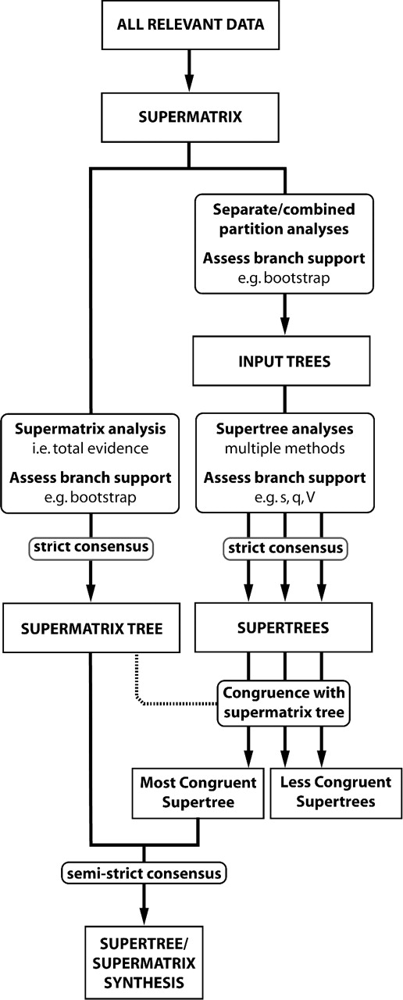 ALL RELEVANT DATA
SUPERMATRIX
Separate/combined
partition analyses
Assess branch support
e.g. bootstrap
INPUT TREES
Supermatrix analysis
i.e. total evidence
Assess branch support
e.g. bootstrap
Supertree analyses
multiple methods
Assess branch support
e.g. s, q, V
strict consensus
strict consensus
SUPERMATRIX TREE
SUPERTREES
Congruence with
supermatrix tree
Most Congruent
Supertree
Less Congruent
Supertrees
semi-strict consensus
SUPERTREE/
SUPERMATRIX
SYNTHESIS